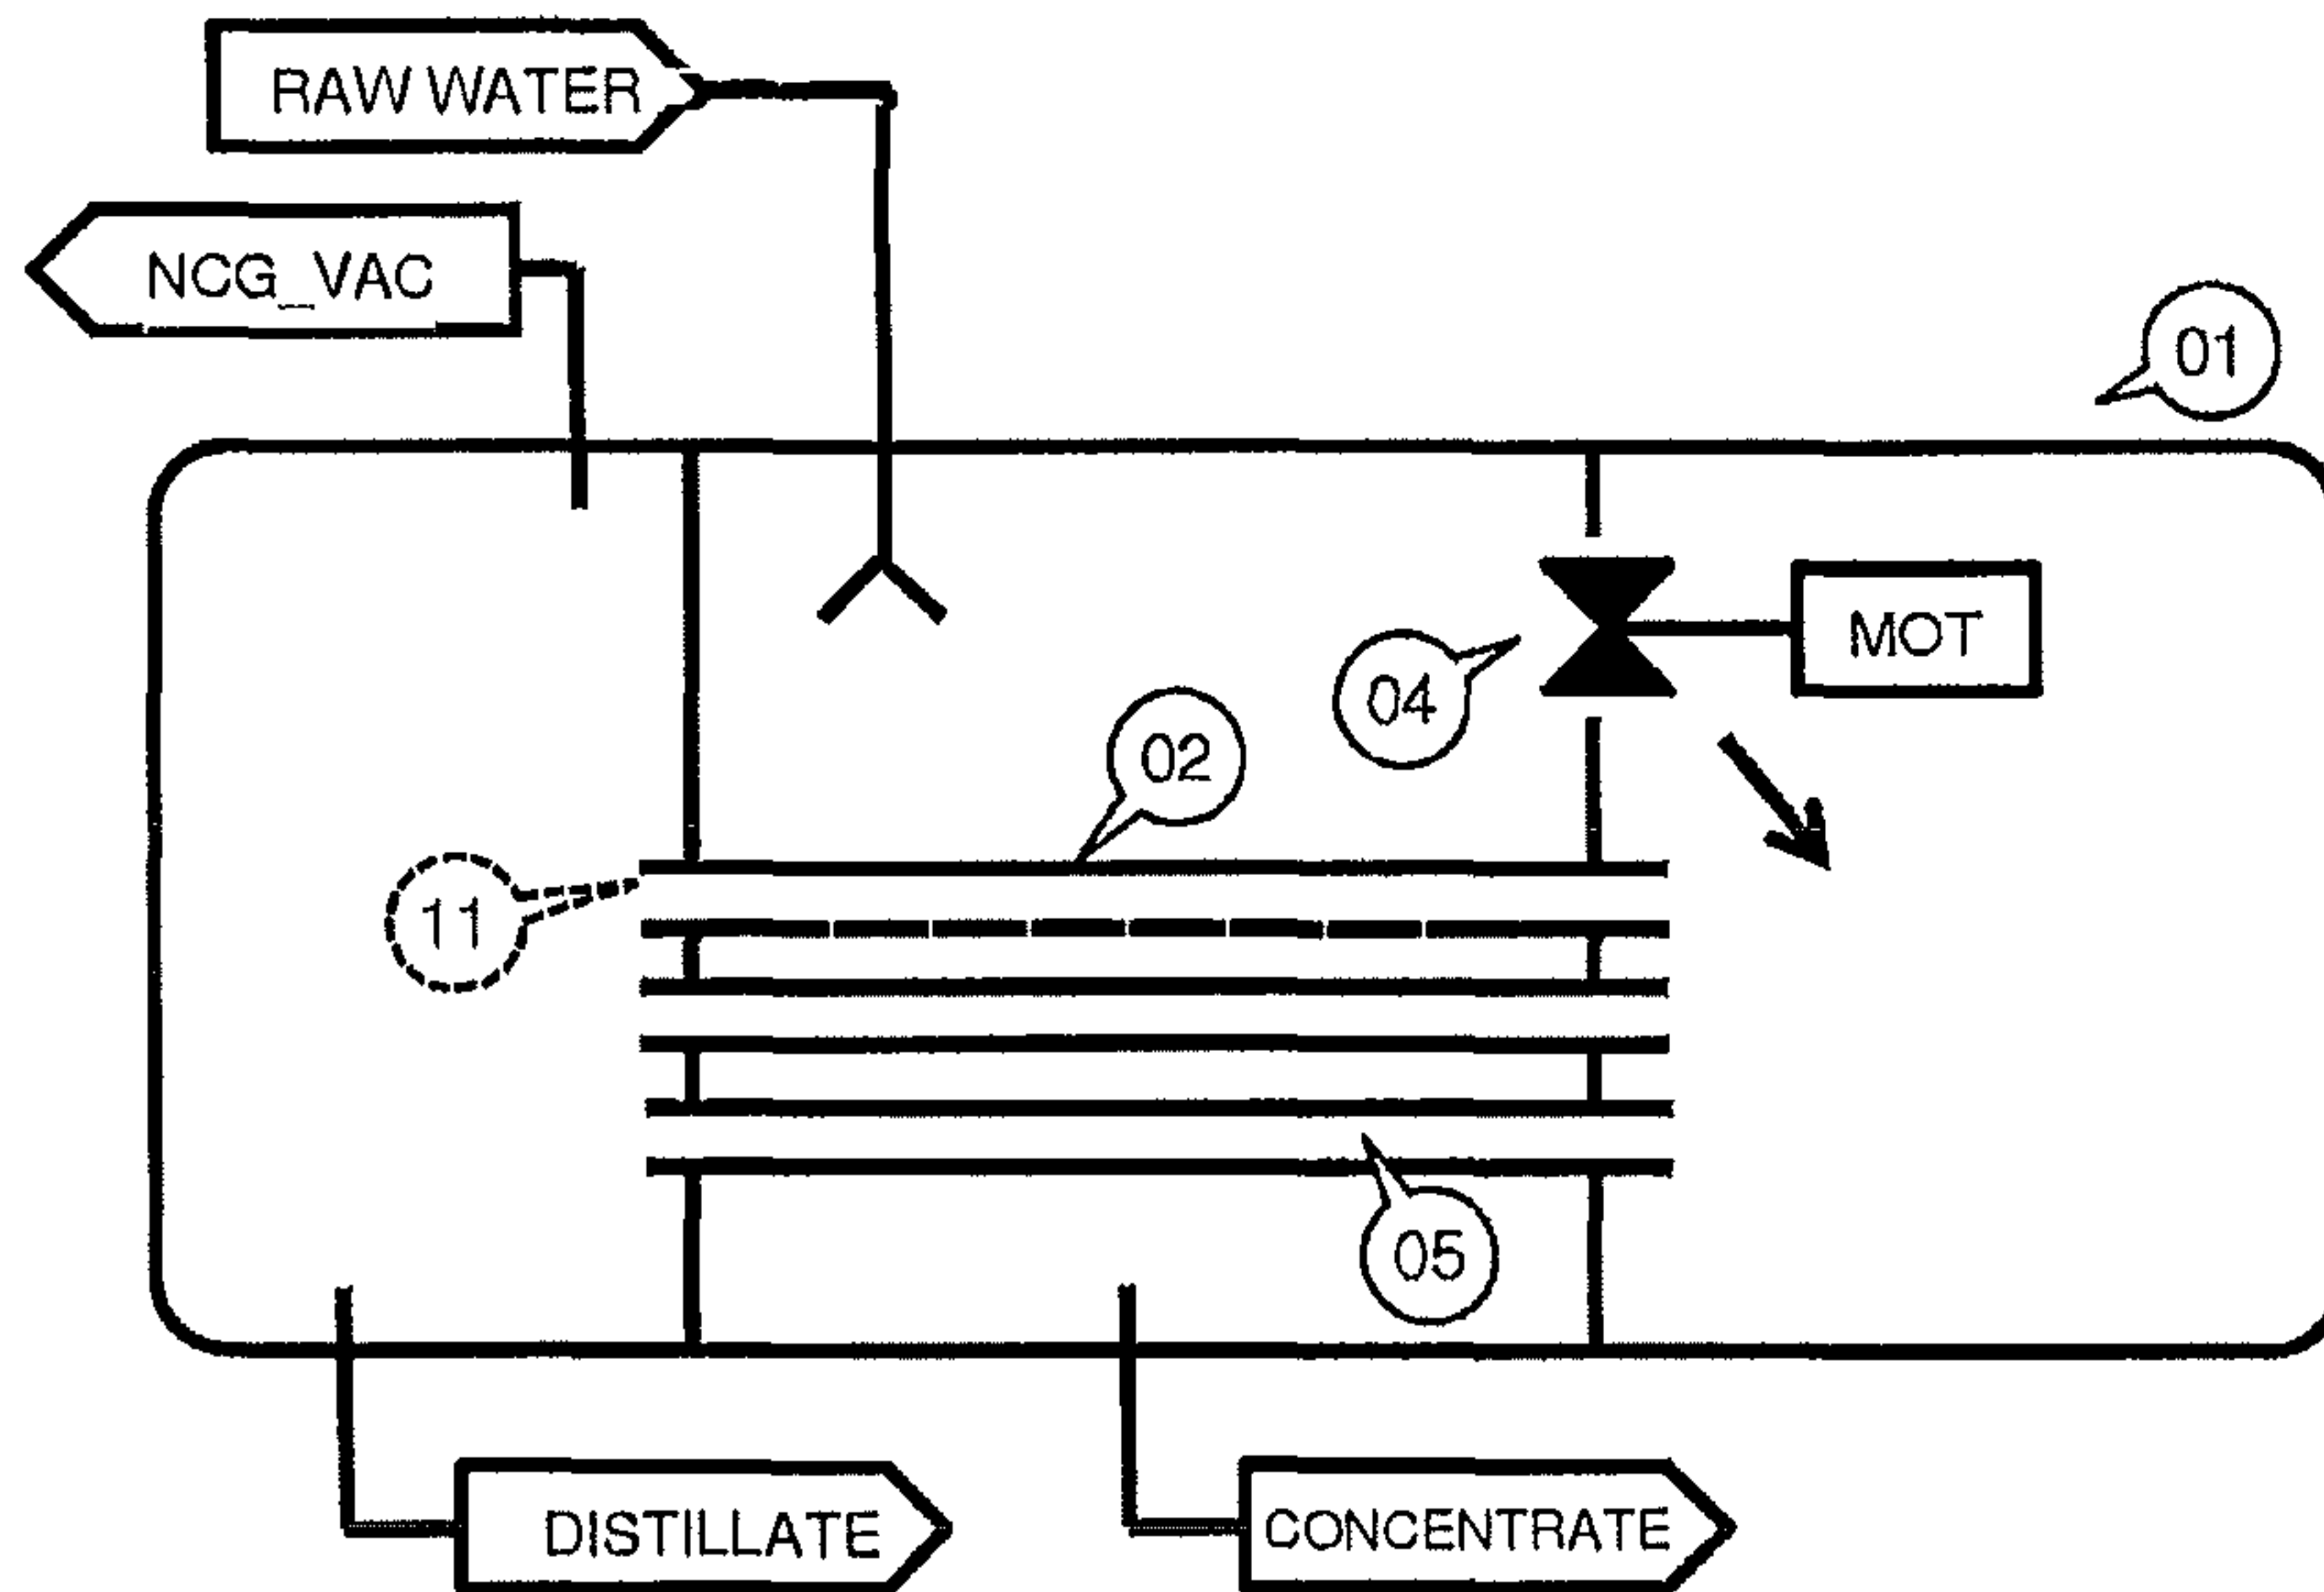 RAW WATER
NCG_VAC
01
MOT
04
02
11
05
DISTILLATE
CONCENTRATE